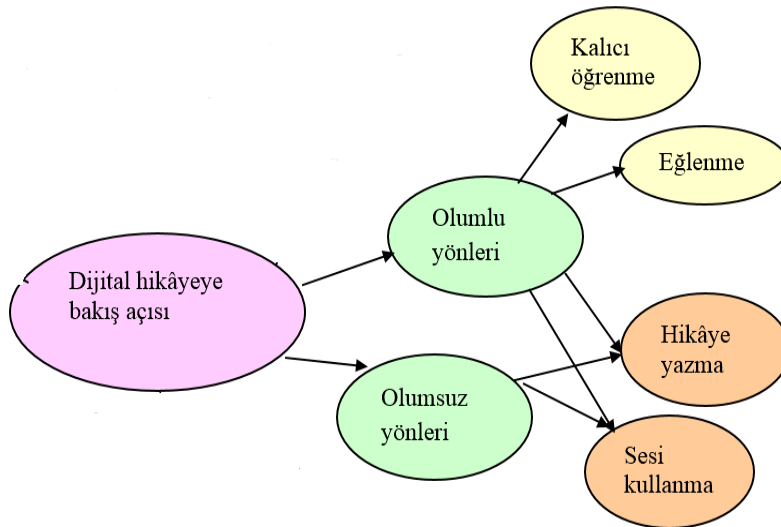 Kalıcı
öğrenme
Eğlenme
Olumlu
yönleri
Dijital hikâyeye
bakış açısı
Hikâye
yazma
Olumsuz
yönleri
Sesi
kullanma